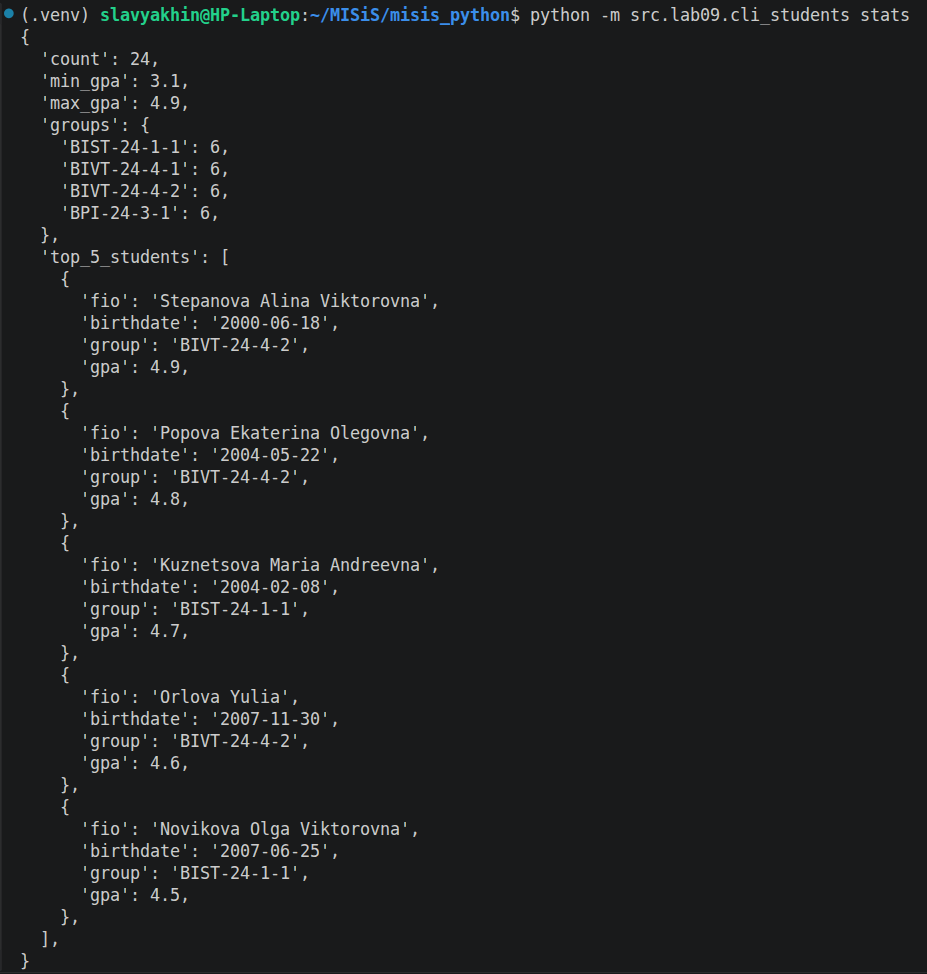 (.venv) slavyakhin@HP-Laptop:~/MISiS/misis_python$ python -m src.lab09.cli_students stats
{
  'count': 24,
  'min_gpa': 3.1,
  'max_gpa': 4.9,
  'groups': {
    'BIST-24-1-1': 6,
    'BIVT-24-4-1': 6,
    'BIVT-24-4-2': 6,
    'BPI-24-3-1': 6,
  },
  'top_5_students': [
    {
      'fio': 'Stepanova Alina Viktorovna',
      'birthdate': '2000-06-18',
      'group': 'BIVT-24-4-2',
      'gpa': 4.9,
    },
    {
      'fio': 'Popova Ekaterina Olegovna',
      'birthdate': '2004-05-22',
      'group': 'BIVT-24-4-2',
      'gpa': 4.8,
    },
    {
      'fio': 'Kuznetsova Maria Andreevna',
      'birthdate': '2004-02-08',
      'group': 'BIST-24-1-1',
      'gpa': 4.7,
    },
    {
      'fio': 'Orlova Yulia',
      'birthdate': '2007-11-30',
      'group': 'BIVT-24-4-2',
      'gpa': 4.6,
    },
    {
      'fio': 'Novikova Olga Viktorovna',
      'birthdate': '2007-06-25',
      'group': 'BIST-24-1-1',
      'gpa': 4.5,
    },
  ],
}